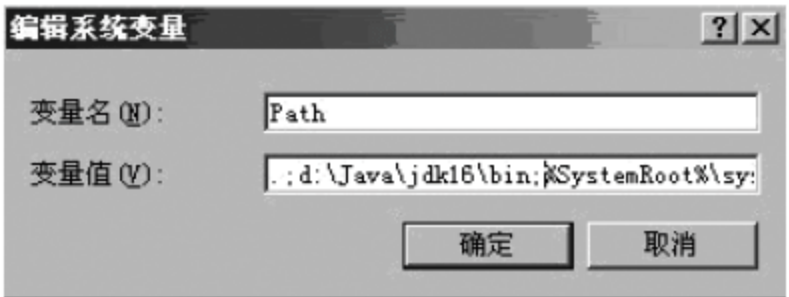 编辑系统变量
变量名(N): Path
变量值(V): .;d:\Java\jdk16\bin;%SystemRoot%\sys
确定 取消